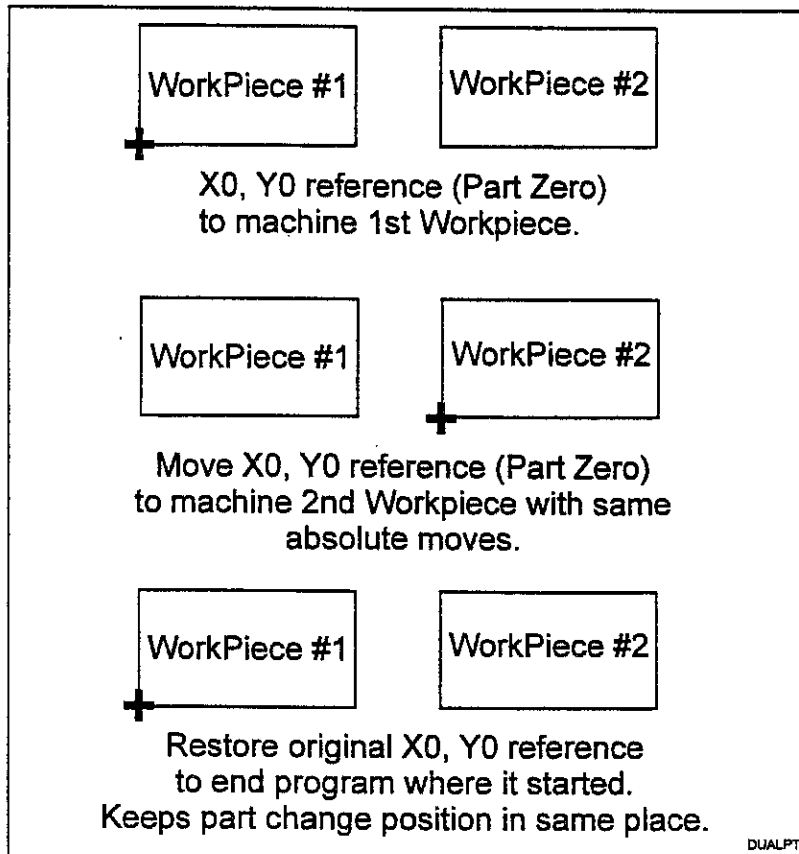 WorkPiece #1 WorkPiece #2
X0, Y0 reference (Part Zero)
to machine 1st Workpiece.
WorkPiece #1 WorkPiece #2
Move X0, Y0 reference (Part Zero)
to machine 2nd Workpiece with same
absolute moves.
WorkPiece #1 WorkPiece #2
Restore original X0, Y0 reference
to end program where it started.
Keeps part change position in same place.
DUALPT